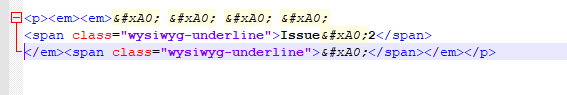 <p><em><em>&#xA0; &#xA0; &#xA0; &#xA0;
<span class="wysiwyg-underline">Issue&#xA0;2</span>
</em><span class="wysiwyg-underline">&#xA0;</span></em></p>